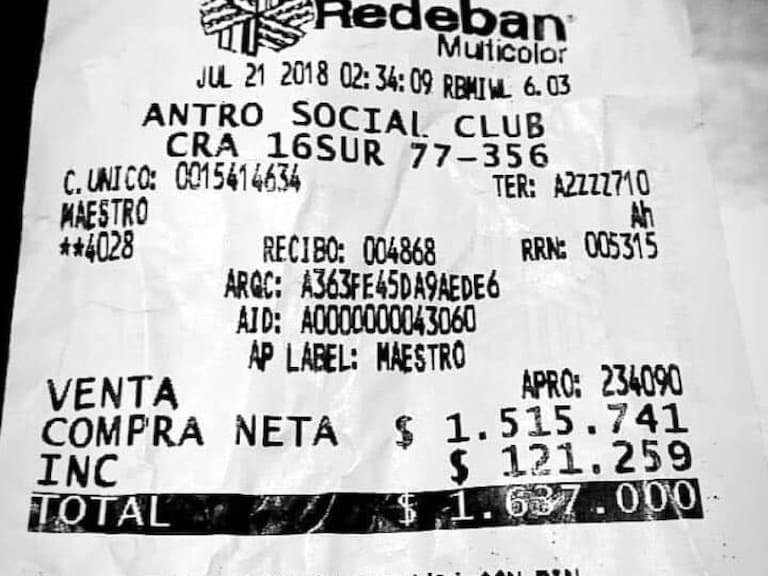 Redeban
Multicolor
JUL 21 2018 02:34:09 RBMIWL 6.03
ANTRO SOCIAL CLUB
CRA 16SUR 77-356
C.UNICO: 0015414634 TER: A2ZZZ710
MAESTRO Ah
**4028 RECIBO: 004868 RRN: 005315
ARQC: A363FE45DA9AEDE6
AID: A0000000043060
AP LABEL: MAESTRO
VENTA APRO: 234090
COMPRA NETA $ 1.515.741
INC $ 121.259
TOTAL $ 1.637.000